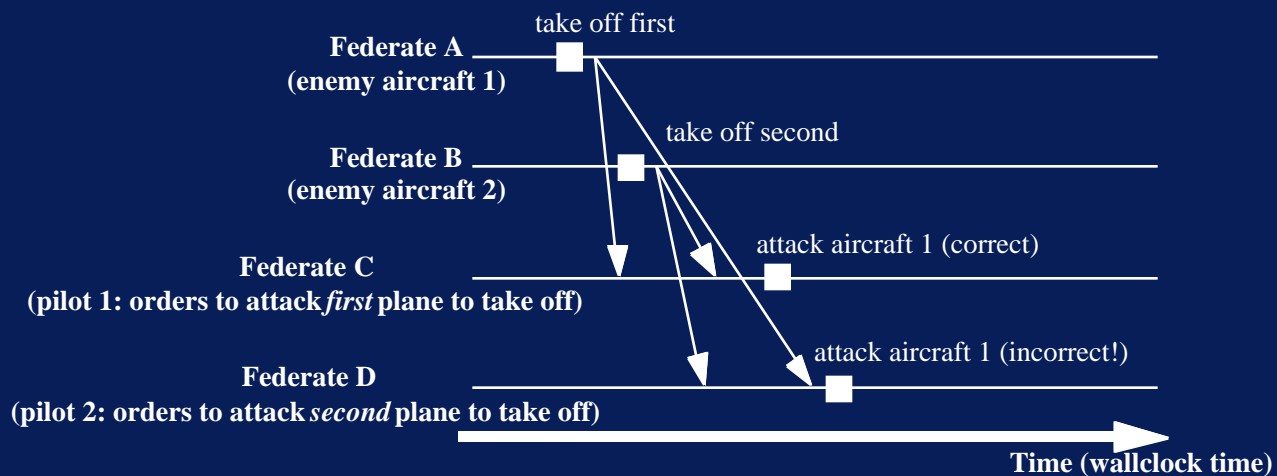 take off first
Federate A
(enemy aircraft 1)
take off second
Federate B
(enemy aircraft 2)
attack aircraft 1 (correct)
Federate C
(pilot 1: orders to attack first plane to take off)
attack aircraft 1 (incorrect!)
Federate D
(pilot 2: orders to attack second plane to take off)
Time (wallclock time)